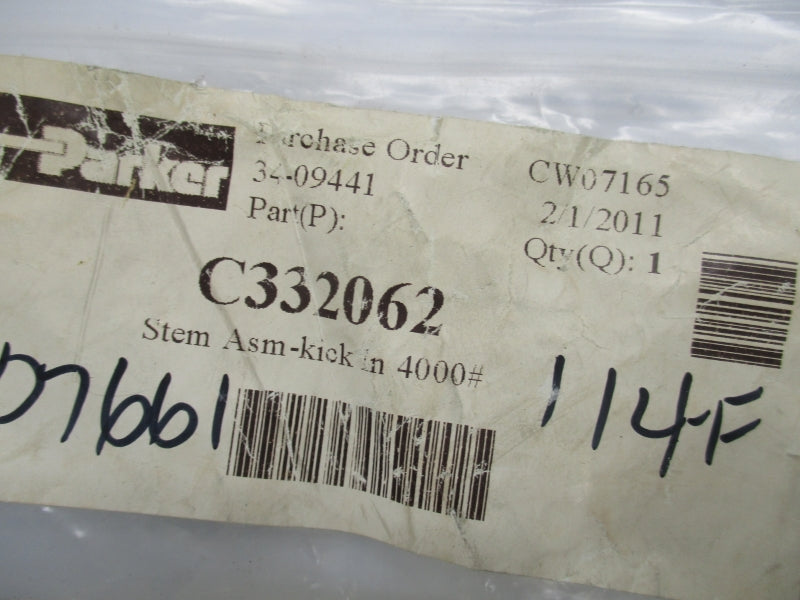 Parker
Purchase Order CW07165
34-09441 2/1/2011
Part(P): Qty(Q): 1
C332062
Stem Asm-kick in 4000#
07661 114-F